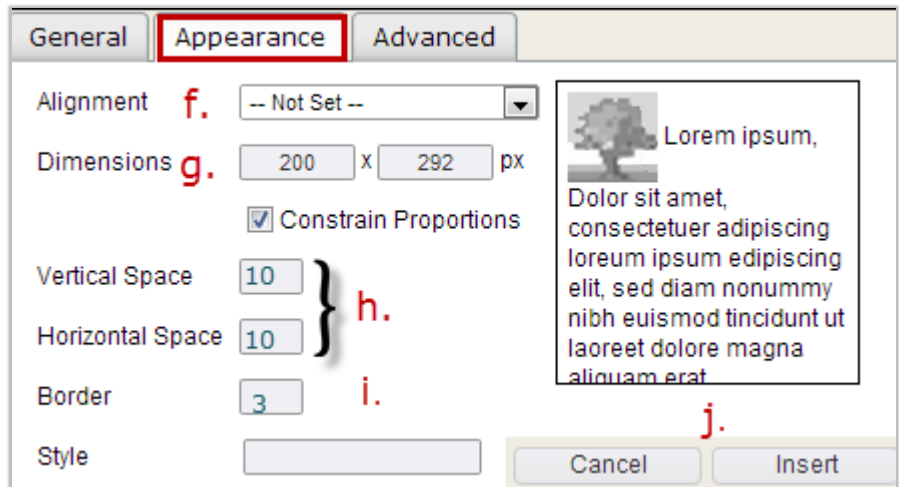 General Appearance Advanced
Alignment f. -- Not Set --
Dimensions g. 200 x 292 px
Constrain Proportions
Vertical Space 10
h.
Horizontal Space 10
Border 3 i.
Style
Lorem ipsum,
Dolor sit amet,
consectetuer adipiscing
loreum ipsum edipiscing
elit, sed diam nonummy
nibh euismod tincidunt ut
laoreet dolore magna
aliquam erat
j.
Cancel Insert